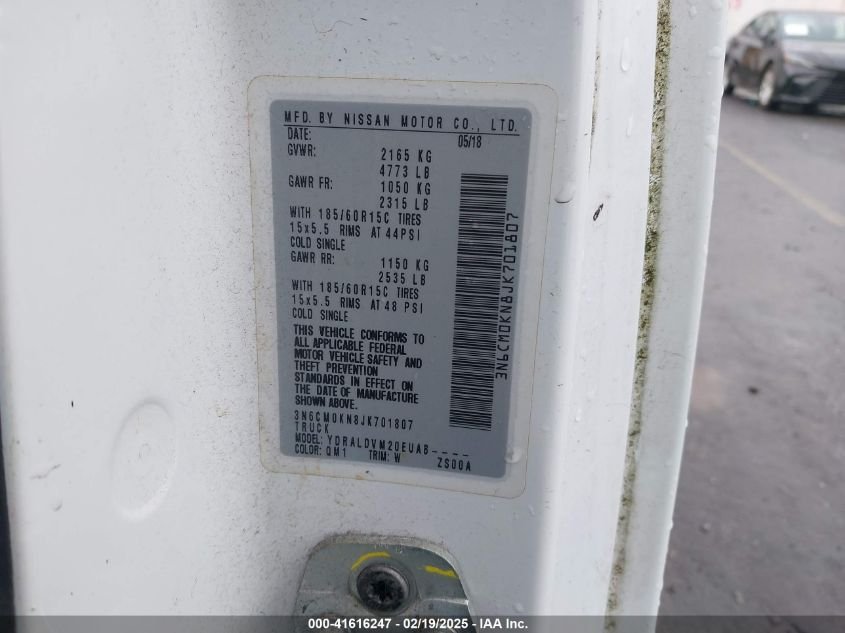 MFD. BY NISSAN MOTOR CO., LTD.
DATE: 05/18
GVWR: 2165 KG
4773 LB
GAWR FR: 1050 KG
2315 LB
WITH 185/60R15C TIRES
15x5.5 RIMS AT 44PSI
COLD SINGLE
GAWR RR: 1150 KG
2535 LB
WITH 185/60R15C TIRES
15x5.5 RIMS AT 48 PSI
COLD SINGLE
THIS VEHICLE CONFORMS TO
ALL APPLICABLE FEDERAL
MOTOR VEHICLE SAFETY AND
THEFT PREVENTION
STANDARDS IN EFFECT ON
THE DATE OF MANUFACTURE
SHOWN ABOVE.
3N6CM0KN8JK701807
TRUCK
MODEL: YDRALDVM20EUAB----
COLOR: QM1 TRIM: W ZS00A
3N6CM0KN8JK701807
000-41616247 - 02/19/2025 - IAA Inc.